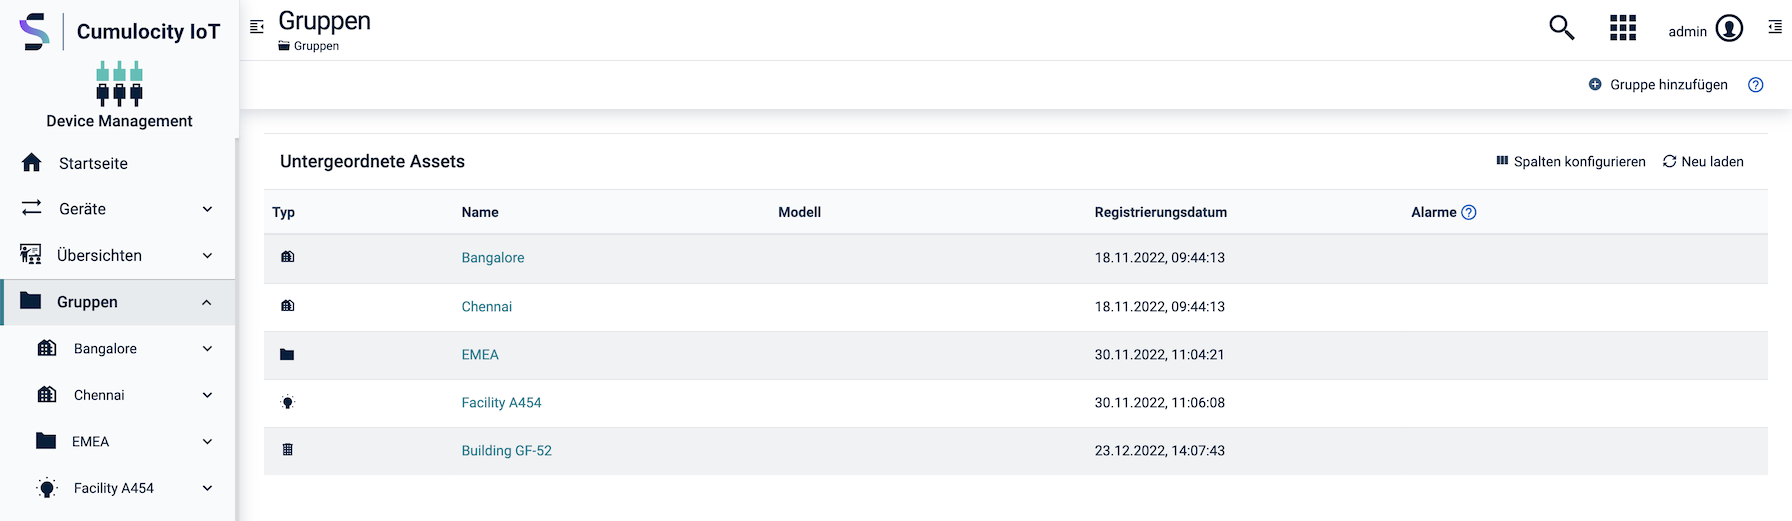 Cumulocity IoT
Device Management
Startseite
Geräte
Übersichten
Gruppen
Bangalore
Chennai
EMEA
Facility A454
Gruppen
Gruppen
admin
Gruppe hinzufügen
Untergeordnete Assets
Spalten konfigurieren Neu laden
Typ Name Modell Registrierungsdatum Alarme
Bangalore 18.11.2022, 09:44:13
Chennai 18.11.2022, 09:44:13
EMEA 30.11.2022, 11:04:21
Facility A454 30.11.2022, 11:06:08
Building GF-52 23.12.2022, 14:07:43